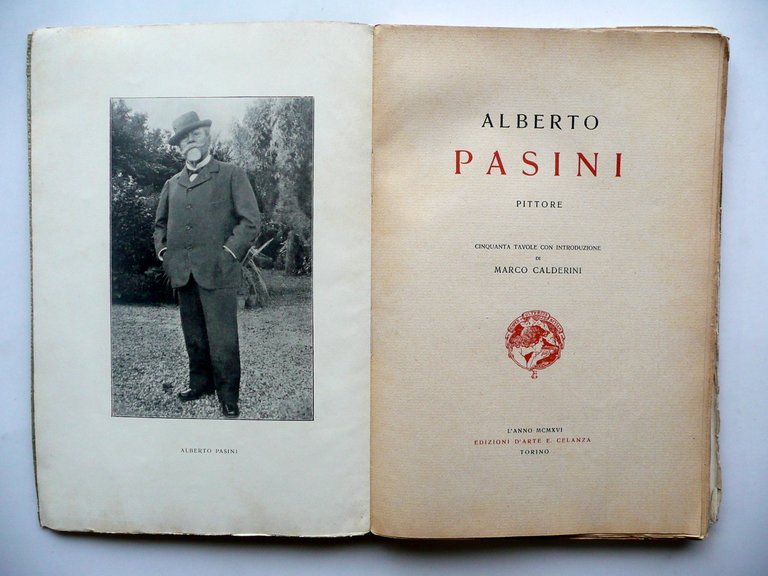 ALBERTO PASINI
ALBERTO
PASINI
PITTORE
CINQUANTA TAVOLE CON INTRODUZIONE
DI
MARCO CALDERINI
L'ANNO MCMXVI
EDIZIONI D'ARTE E. CELANZA
TORINO